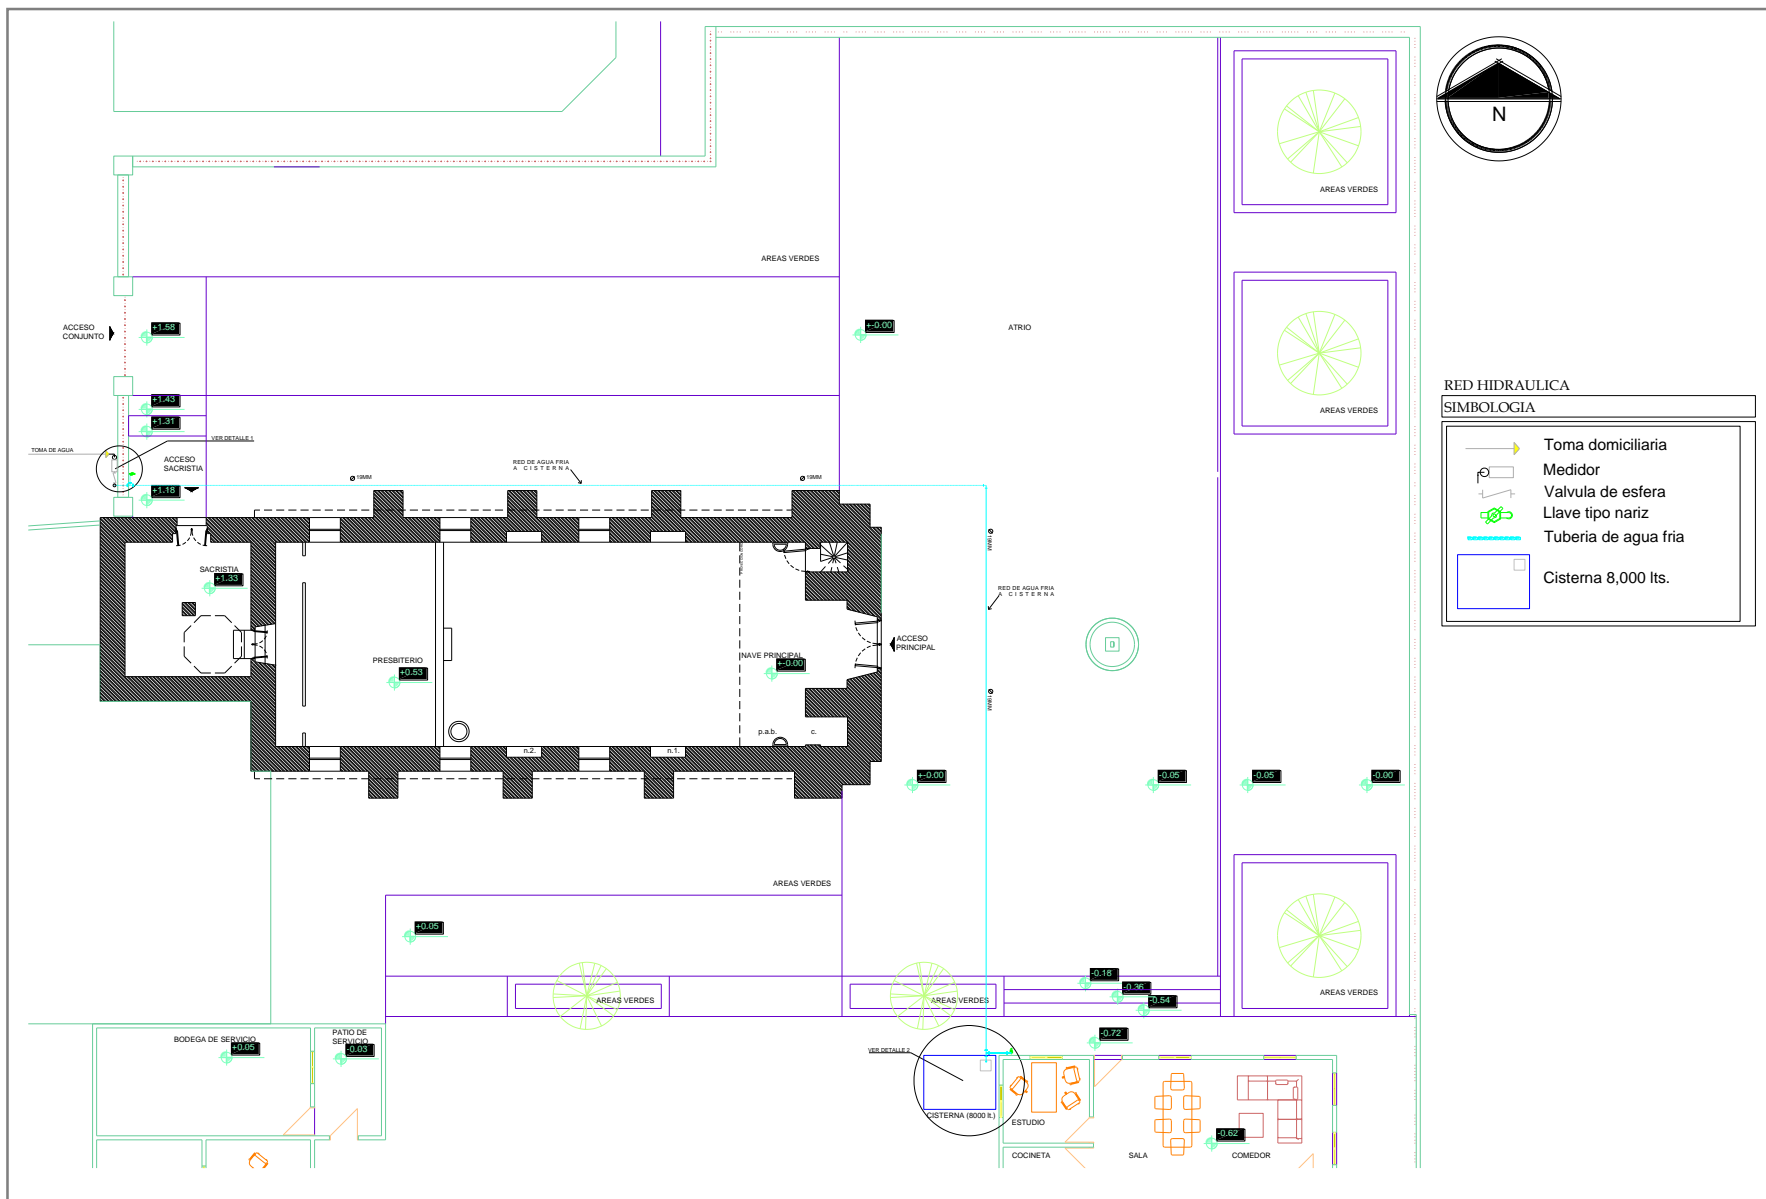 N
AREAS VERDES
AREAS VERDES
ACCESO
CONJUNTO
+1.58
+-0.00
ATRIO
RED HIDRAULICA
SIMBOLOGIA
Toma domiciliaria
Medidor
Valvula de esfera
Llave tipo nariz
Tuberia de agua fria
Cisterna 8,000 lts.
AREAS VERDES
+1.43
+1.31
VER DETALLE 1
TOMA DE AGUA
ACCESO
SACRISTIA
+1.18
RED DE AGUA FRIA
A CISTERNA
Ø 19MM
Ø 19MM
Ø 19MM
SACRISTIA
+1.33
RED DE AGUA FRIA
A CISTERNA
ACCESO
PRINCIPAL
D
PRESBITERIO
+0.53
NAVE PRINCIPAL
+-0.00
Ø 19MM
p.a.b.
c.
n.2.
n.1.
+-0.00
-0.05
-0.05
-0.00
AREAS VERDES
+0.05
-0.18
-0.36
-0.54
AREAS VERDES
AREAS VERDES
AREAS VERDES
BODEGA DE SERVICIO
+0.05
PATIO DE
SERVICIO
-0.03
-0.72
VER DETALLE 2
CISTERNA (8000 lt.)
ESTUDIO
-0.62
COCINETA
SALA
COMEDOR